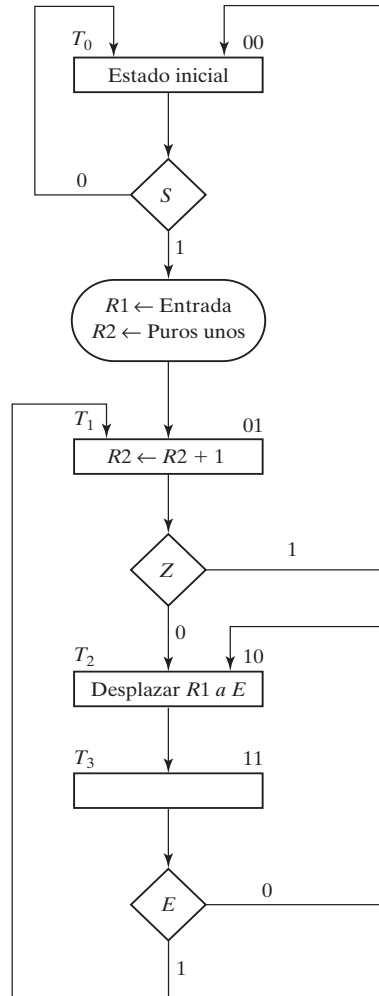 T₀ 00
Estado inicial
0 S
1
R1 ← Entrada
R2 ← Puros unos
T₁ 01
R2 ← R2 + 1
Z 1
0
T₂ 10
Desplazar R1 a E
T₃ 11
E 0
1